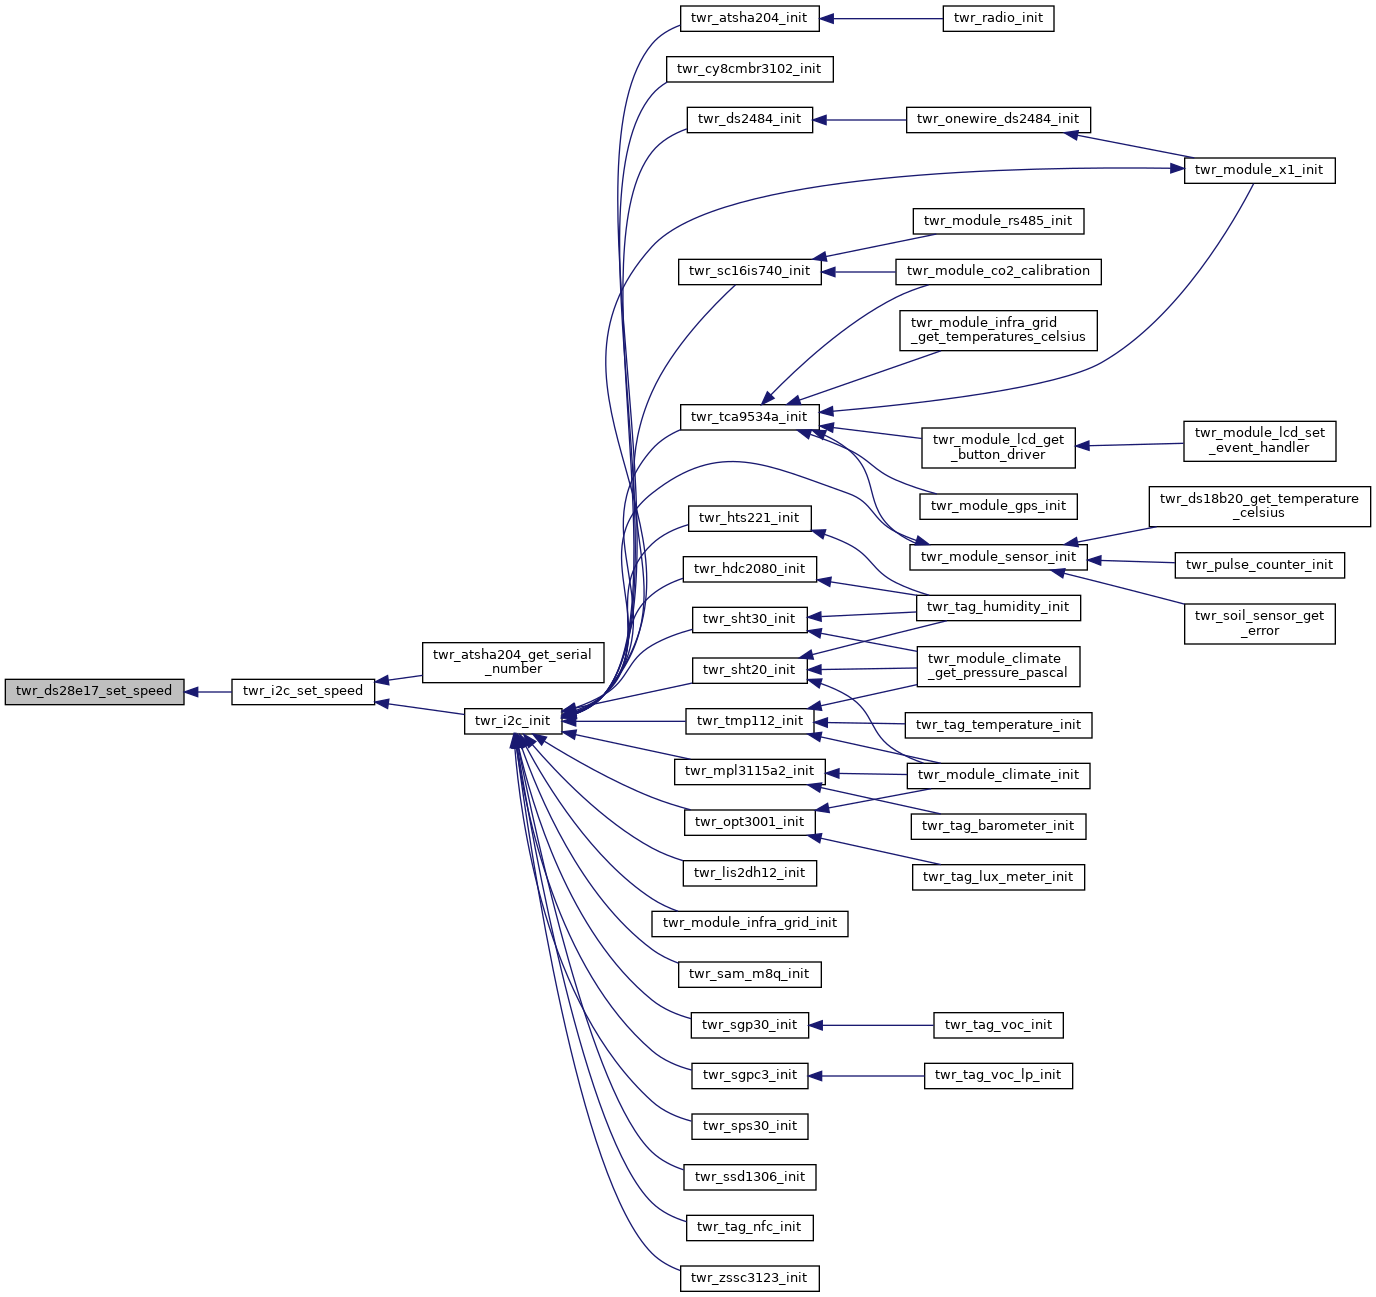 twr_ds28e17_set_speed
twr_i2c_set_speed
twr_atsha204_get_serial
_number
twr_i2c_init
twr_atsha204_init
twr_cy8cmbr3102_init
twr_ds2484_init
twr_sc16is740_init
twr_tca9534a_init
twr_hts221_init
twr_hdc2080_init
twr_sht30_init
twr_sht20_init
twr_tmp112_init
twr_mpl3115a2_init
twr_opt3001_init
twr_lis2dh12_init
twr_module_infra_grid_init
twr_sam_m8q_init
twr_sgp30_init
twr_sgpc3_init
twr_sps30_init
twr_ssd1306_init
twr_tag_nfc_init
twr_zssc3123_init
twr_radio_init
twr_onewire_ds2484_init
twr_module_rs485_init
twr_module_co2_calibration
twr_module_infra_grid
_get_temperatures_celsius
twr_module_lcd_get
_button_driver
twr_module_gps_init
twr_module_sensor_init
twr_tag_humidity_init
twr_module_climate
_get_pressure_pascal
twr_tag_temperature_init
twr_module_climate_init
twr_tag_barometer_init
twr_tag_lux_meter_init
twr_tag_voc_init
twr_tag_voc_lp_init
twr_module_x1_init
twr_module_lcd_set
_event_handler
twr_ds18b20_get_temperature
_celsius
twr_pulse_counter_init
twr_soil_sensor_get
_error